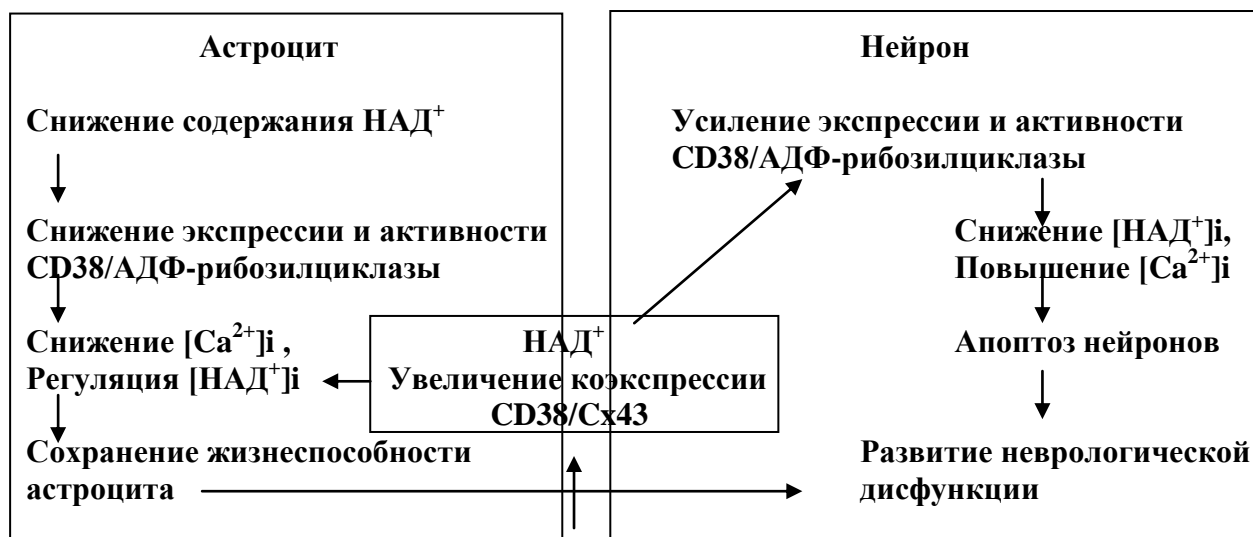 Астроцит
Снижение содержания НАД⁺
Снижение экспрессии и активности
CD38/АДФ-рибозилциклазы
Снижение [Ca²⁺]i ,
Регуляция [НАД⁺]i
Сохранение жизнеспособности
астроцита
НАД⁺
Увеличение коэкспрессии
CD38/Cx43
Нейрон
Усиление экспрессии и активности
CD38/АДФ-рибозилциклазы
Снижение [НАД⁺]i,
Повышение [Ca²⁺]i
Апоптоз нейронов
Развитие неврологической
дисфункции